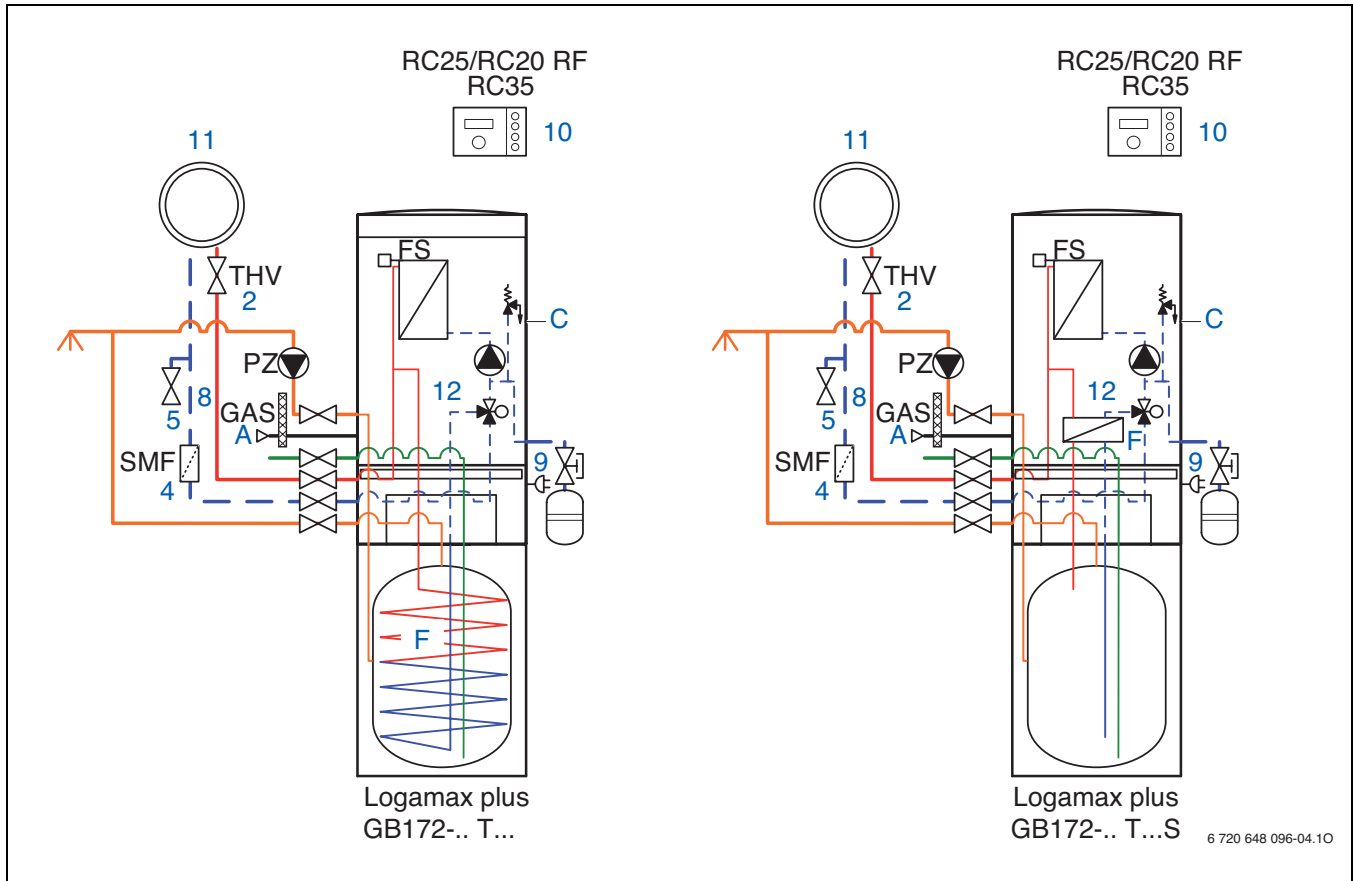 RC25/RC20 RF
RC35
10
11
FS
THV
2
C
PZ
12
8
5
GAS
A
SMF
9
4
F
Logamax plus
GB172-.. T...
RC25/RC20 RF
RC35
10
11
FS
THV
2
C
PZ
12
8
5
GAS
A
F
SMF
9
4
Logamax plus
GB172-.. T...S
6 720 648 096-04.1O